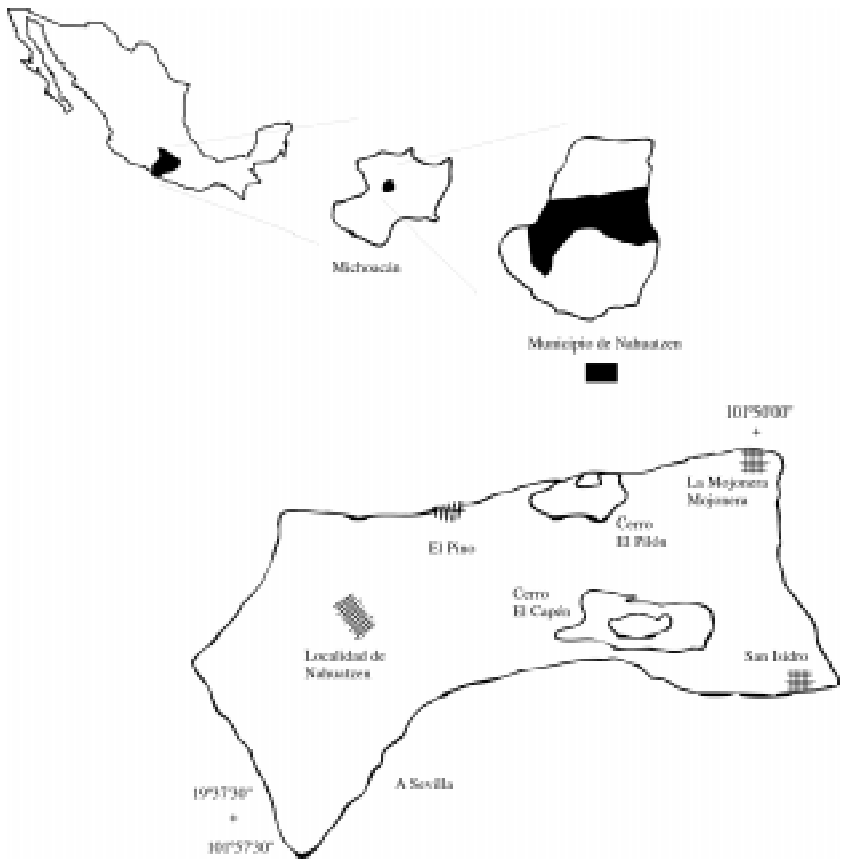 Michoacán
Municipio de Nahuatzen
101°50'00"
La Mojonera
Mojonera
Cerro
El Pilón
El Pino
Cerro
El Capén
San Isidro
Localidad de
Nahuatzen
A Sevilla
19°37'30"
101°57'30"